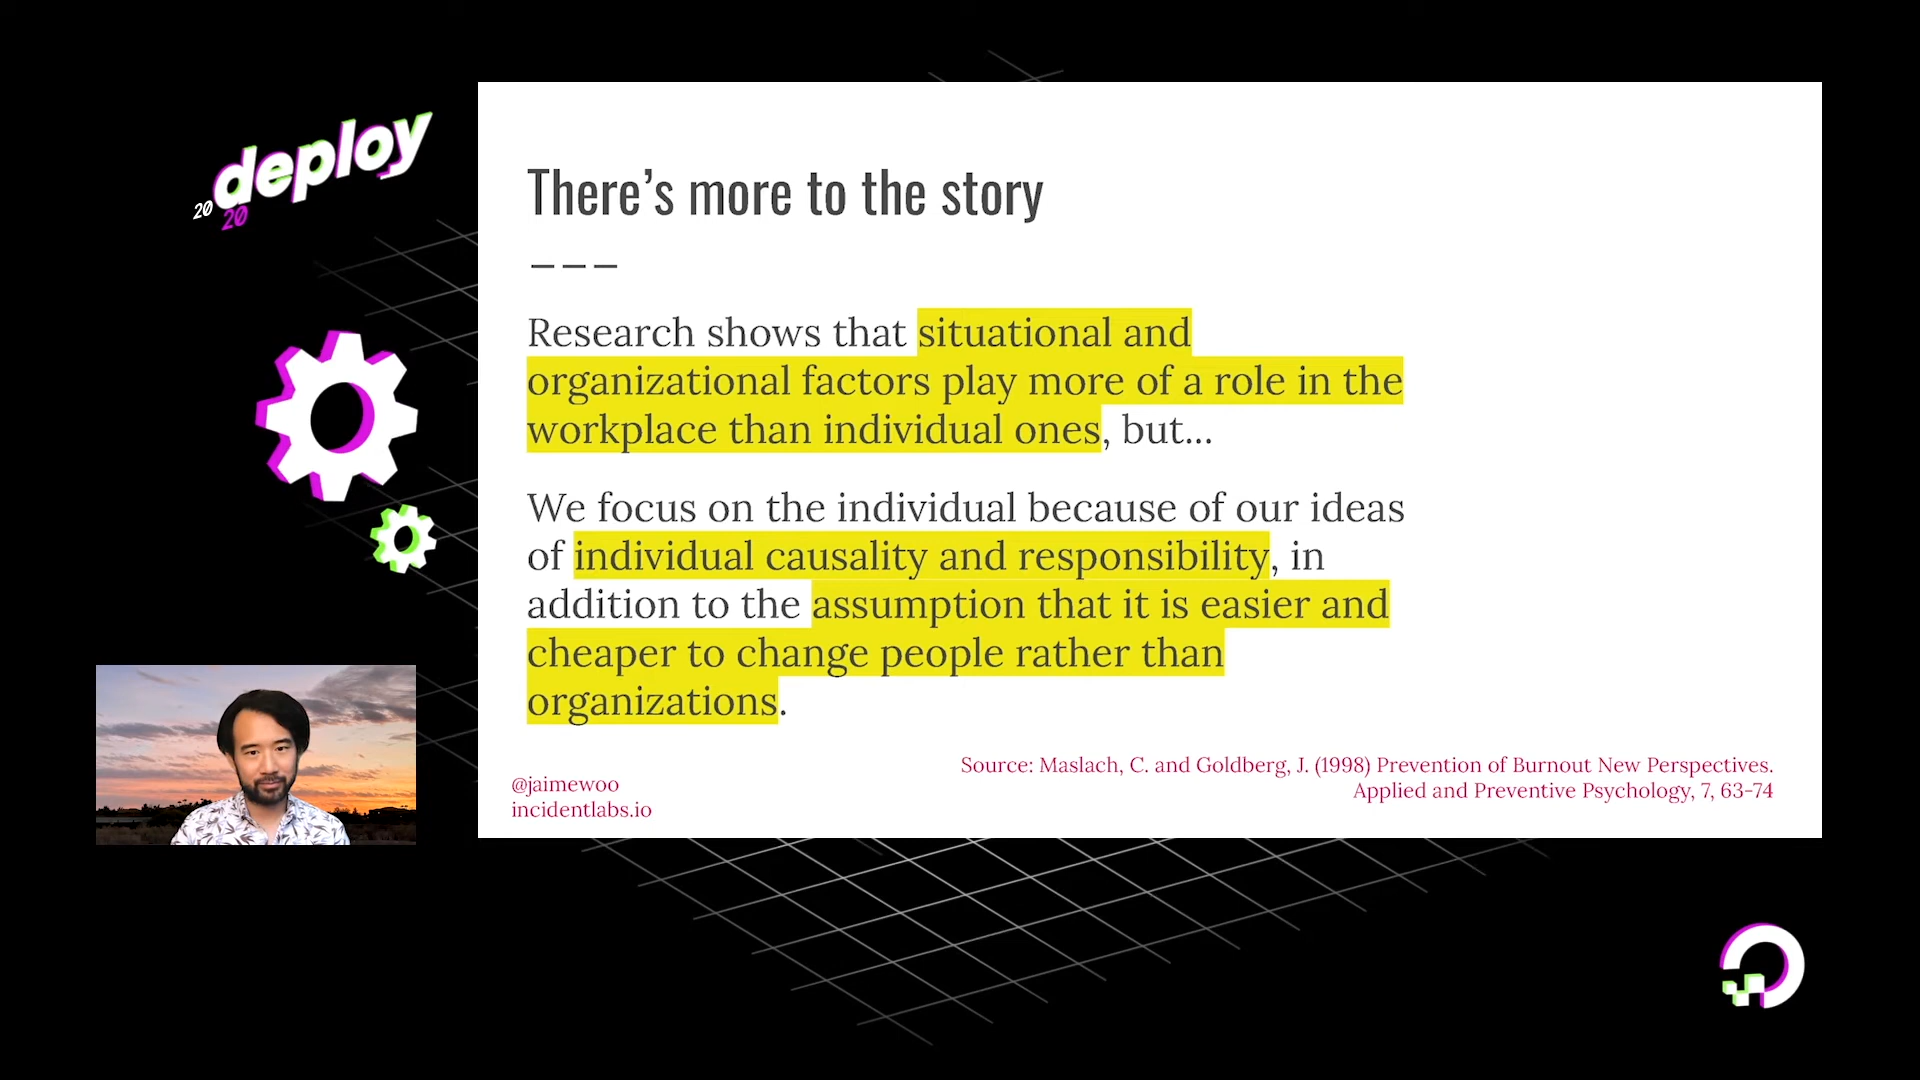 deploy
20
20
There's more to the story
Research shows that situational and
organizational factors play more of a role in the
workplace than individual ones, but...
We focus on the individual because of our ideas
of individual causality and responsibility, in
addition to the assumption that it is easier and
cheaper to change people rather than
organizations.
Source: Maslach, C. and Goldberg, J. (1998) Prevention of Burnout New Perspectives.
Applied and Preventive Psychology, 7, 63-74
@jaimewoo
incidentlabs.io